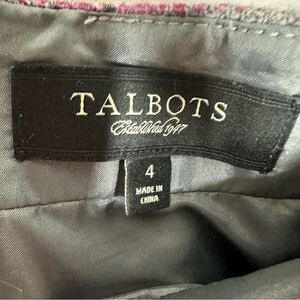 TALBOTS
Established 1947
4
MADE IN
CHINA